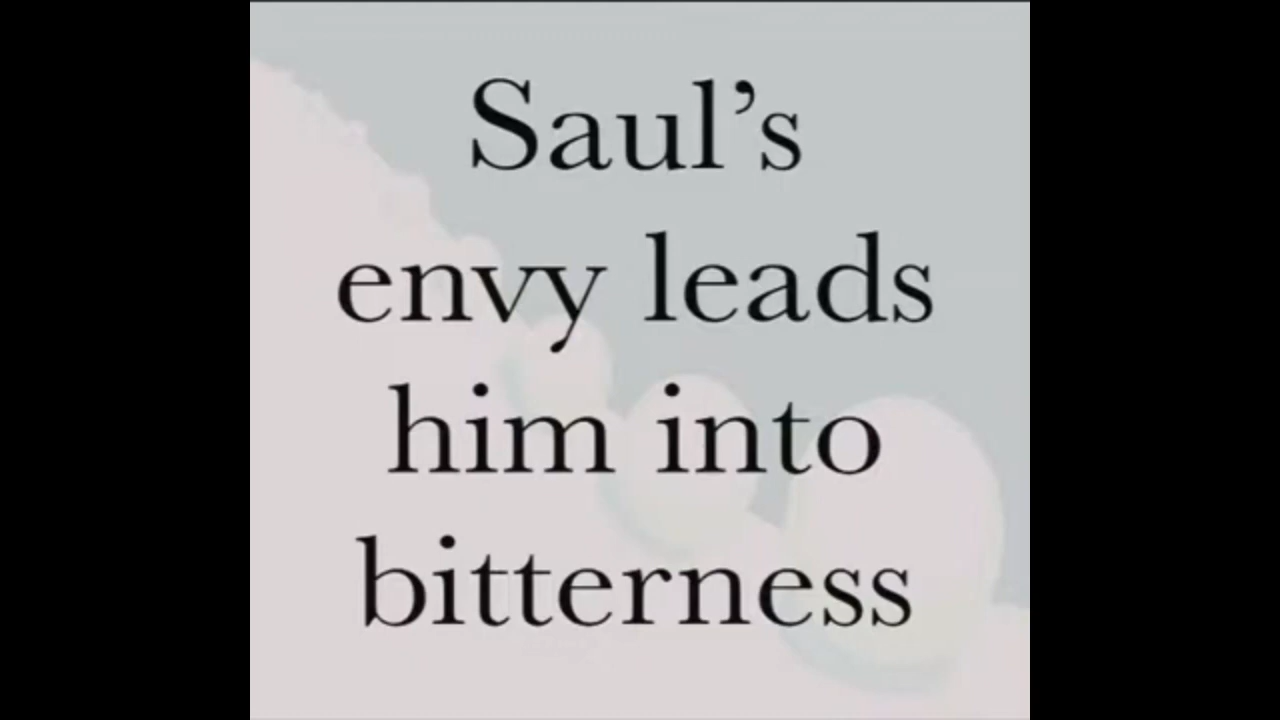 Saul’s
envy leads
him into
bitterness